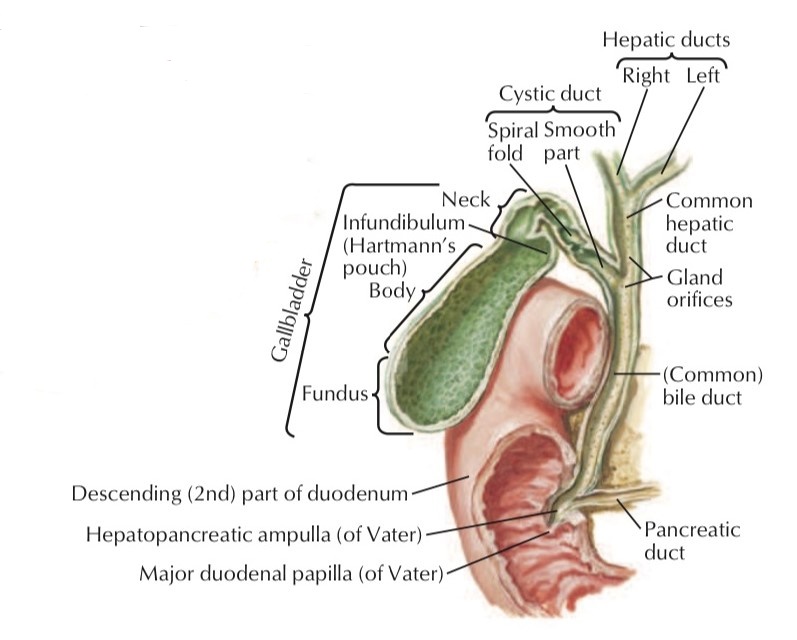 Hepatic ducts
Right Left
Cystic duct
Spiral Smooth
fold part
Neck
Common
hepatic
duct
Infundibulum
(Hartmann's
pouch)
Gland
orifices
Body
Gallbladder
(Common)
bile duct
Fundus
Descending (2nd) part of duodenum
Hepatopancreatic ampulla (of Vater)
Pancreatic
duct
Major duodenal papilla (of Vater)